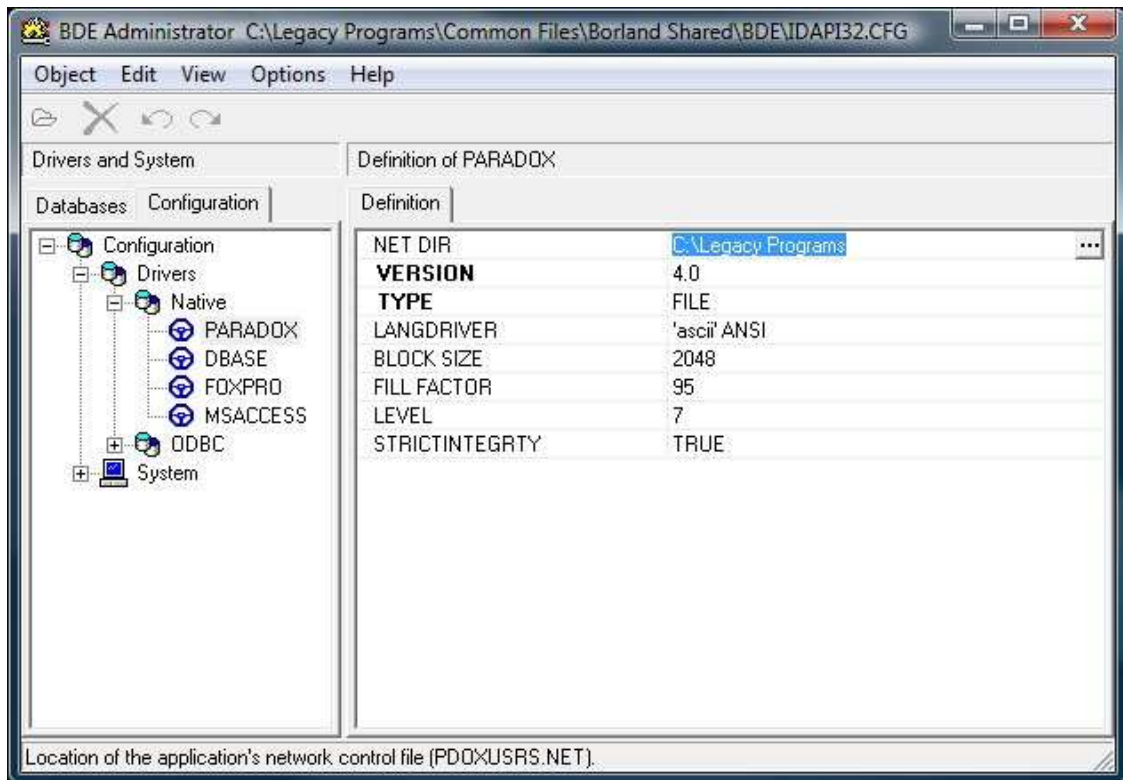 BDE Administrator C:\Legacy Programs\Common Files\Borland Shared\BDE\IDAPI32.CFG
Object Edit View Options Help
Drivers and System
Definition of PARADOX
Databases Configuration
Definition
Configuration
Drivers
Native
PARADOX
DBASE
FOXPRO
MSACCESS
ODBC
System
NET DIR C:\Legacy Programs ...
VERSION 4.0
TYPE FILE
LANGDRIVER 'ascii' ANSI
BLOCK SIZE 2048
FILL FACTOR 95
LEVEL 7
STRICTINTEGRTY TRUE
Location of the application's network control file (PDOXUSRS.NET).